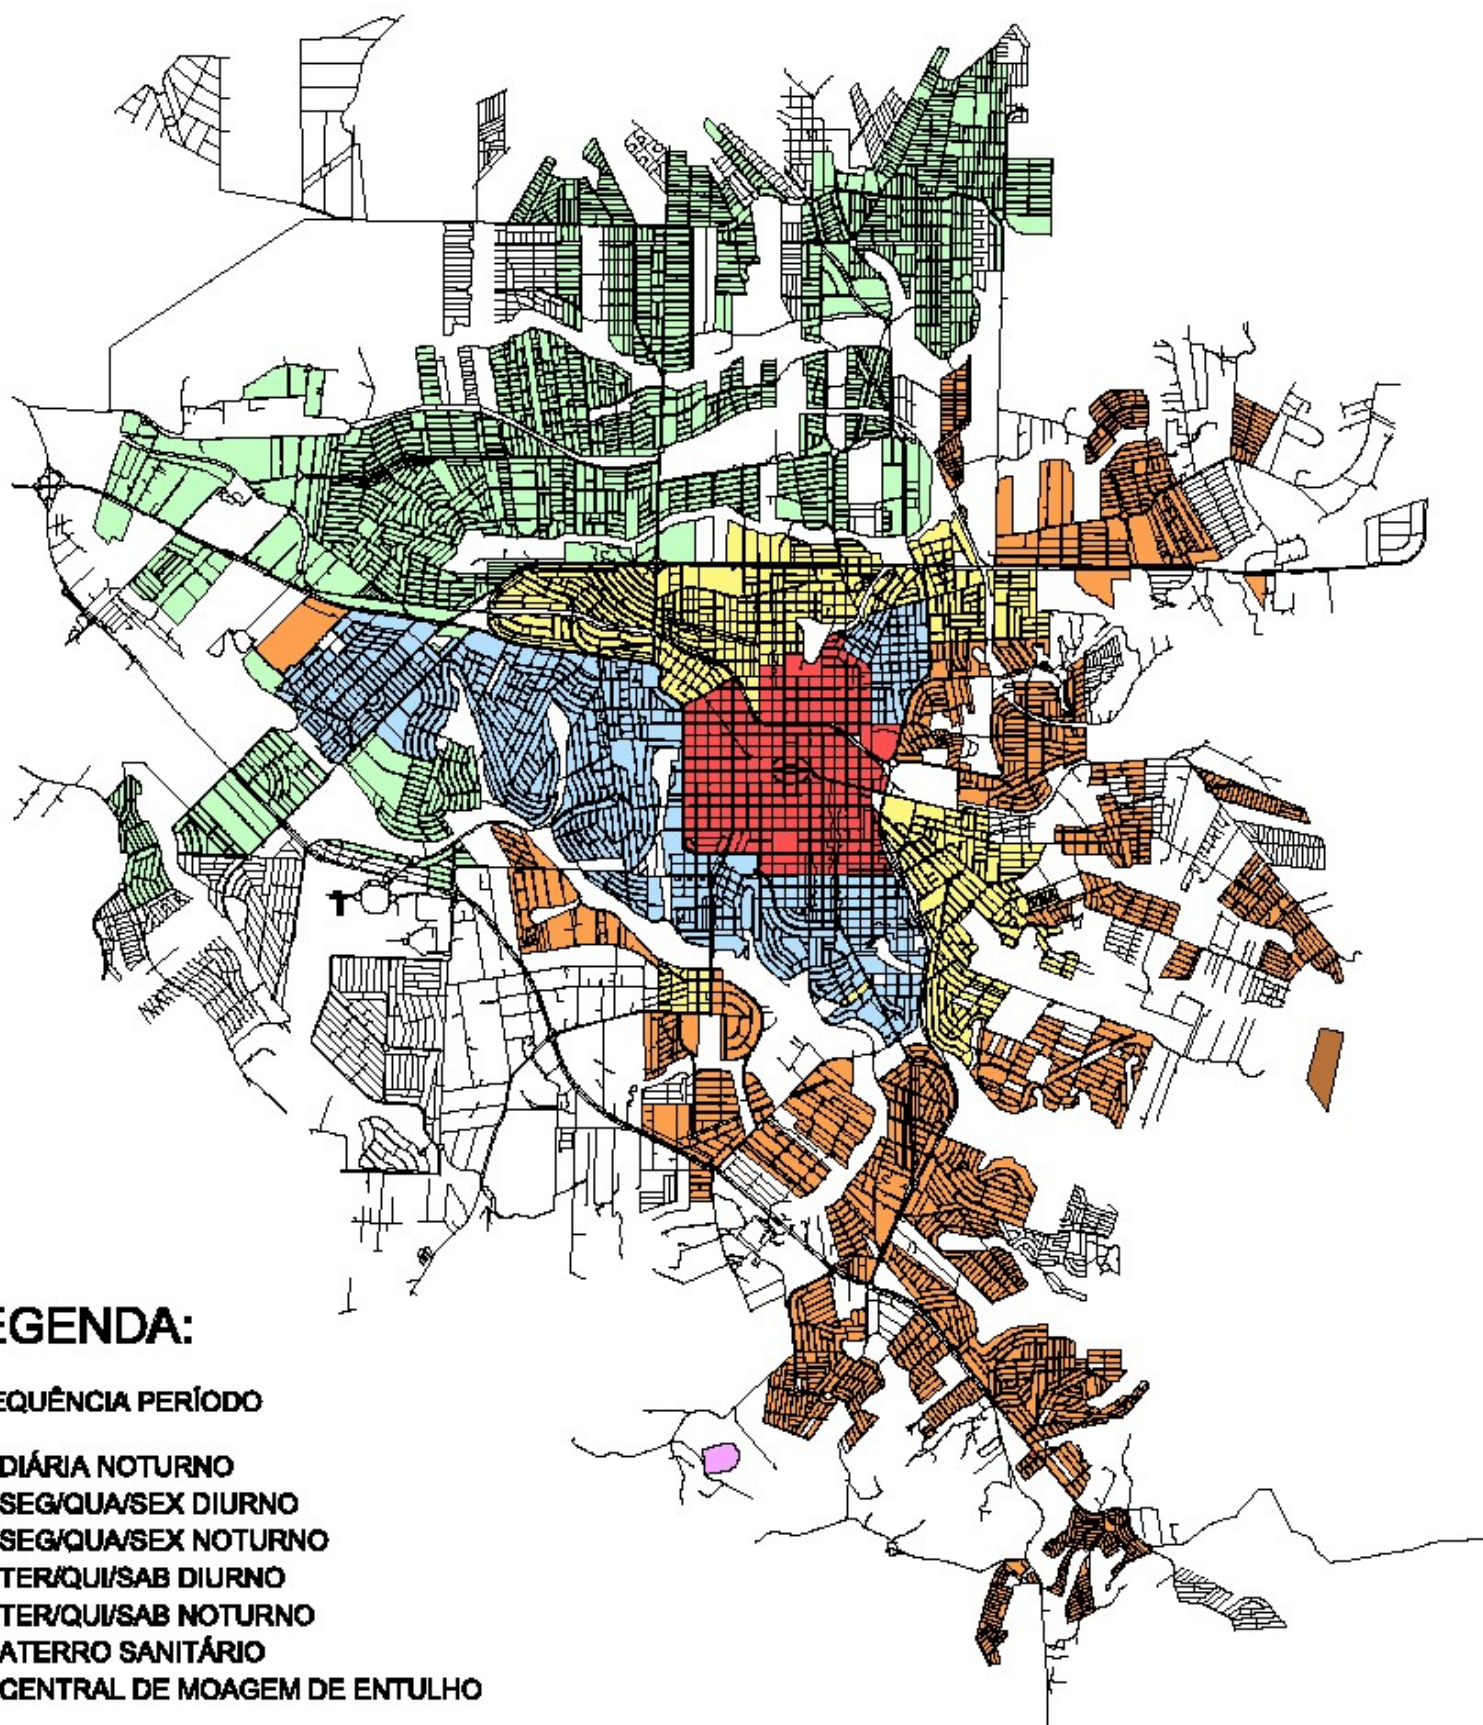 EGENDA:
EQUÊNCIA PERÍODO
DIÁRIA NOTURNO
SEG/QUA/SEX DIURNO
SEG/QUA/SEX NOTURNO
TER/QUI/SAB DIURNO
TER/QUI/SAB NOTURNO
ATERRO SANITÁRIO
CENTRAL DE MOAGEM DE ENTULHO